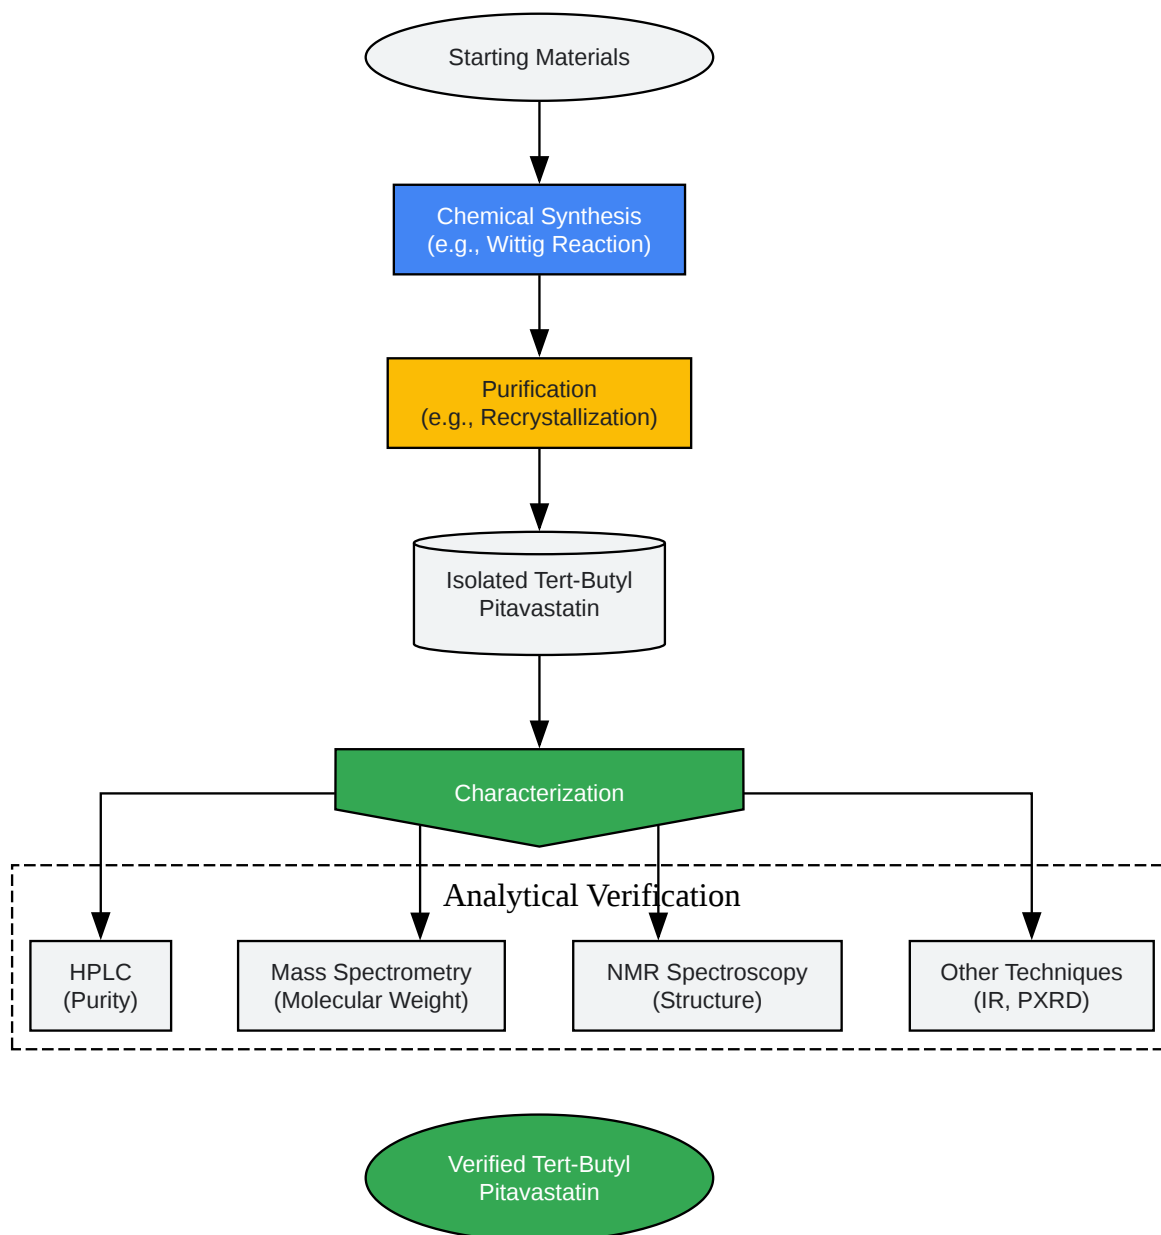 Starting Materials
Chemical Synthesis
(e.g., Wittig Reaction)
Purification
(e.g., Recrystallization)
Isolated Tert-Butyl
Pitavastatin
Characterization
Analytical Verification
HPLC
(Purity)
Mass Spectrometry
(Molecular Weight)
NMR Spectroscopy
(Structure)
Other Techniques
(IR, PXRD)
Verified Tert-Butyl
Pitavastatin